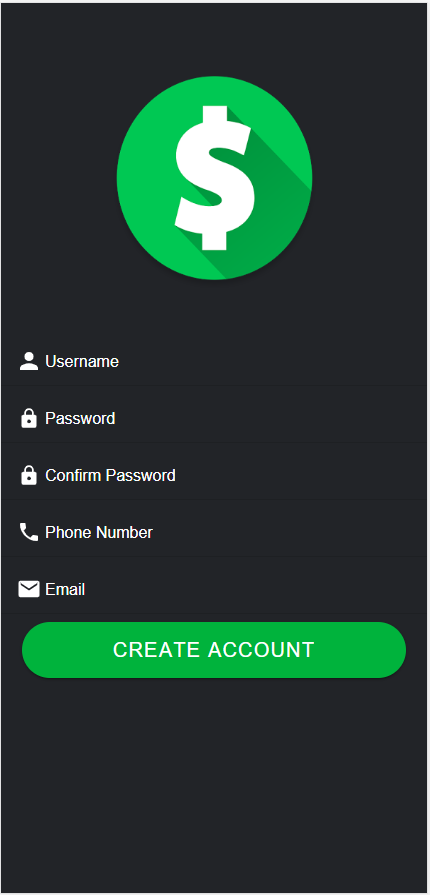 $
Username
Password
Confirm Password
Phone Number
Email
CREATE ACCOUNT